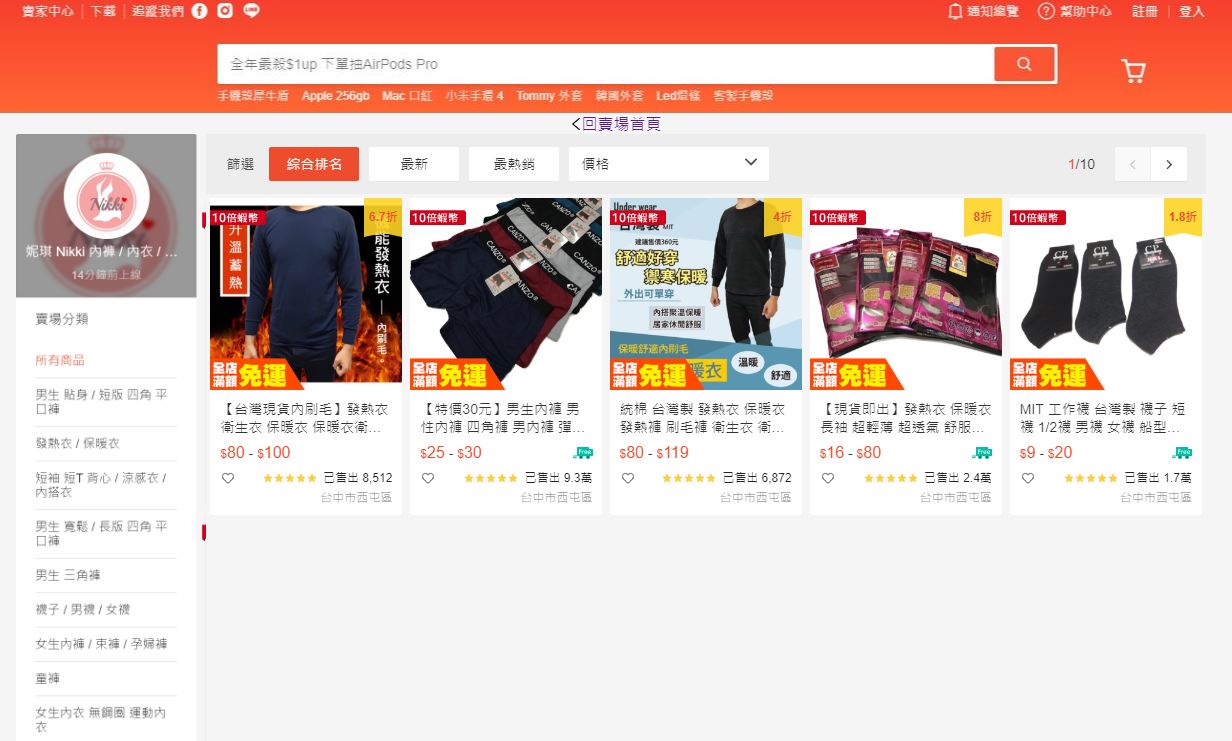 賣家中心 | 下載 | 追蹤我們
通知總覽 幫助中心 註冊 | 登入
全年最殺$1up 下單抽AirPods Pro
手機殼犀牛盾 Apple 256gb Mac 口紅 小米手環 4 Tommy 外套 韓國外套 Led燈條 客製手機殼
<回賣場首頁
Nikki
妮琪 Nikki 內褲 / 內衣 / ...
14分鐘前上線
賣場分類
所有商品
男生 貼身 / 短版 四角 平
口褲
發熱衣 / 保暖衣
短袖 短T 背心 / 涼感衣 /
內搭衣
男生 寬鬆 / 長版 四角 平
口褲
男生 三角褲
襪子 / 男襪 / 女襪
女生內褲 / 束褲 / 孕婦褲
童褲
女生內衣 無鋼圈 運動內
衣
篩選 綜合排名 最新 最熱銷 價格 1/10 < >
10倍蝦幣
6.7折
升溫蓄熱
能發熱衣
內刷毛。
全店
滿額
免運
【台灣現貨內刷毛】發熱衣
衛生衣 保暖衣 保暖衣衛...
$80 - $100
已售出 8,512
台中市西屯區
10倍蝦幣
CANZO
CANZO
CANZO
全店
滿額
免運
【特價30元】男生內褲 男
性內褲 四角褲 男內褲 彈...
$25 - $30
Free
已售出 9.3萬
台中市西屯區
Under wear
10倍蝦幣
4折
台灣製 MIT
建議售價360元
舒適好穿
禦寒保暖
外出可單穿
內搭聚溫保暖
居家休閒舒服
保暖舒適內刷毛
暖衣
溫暖
舒適
全店
滿額
免運
統棉 台灣製 發熱衣 保暖衣
發熱褲 刷毛褲 衛生衣 衛...
$80 - $119
已售出 6,872
台中市西屯區
10倍蝦幣
8折
全店
滿額
免運
【現貨即出】發熱衣 保暖衣
長袖 超輕薄 超透氣 舒服...
$16 - $80
Free
已售出 2.4萬
台中市西屯區
10倍蝦幣
1.8折
CP
CP
CP
全店
滿額
免運
MIT 工作襪 台灣製 襪子 短
襪 1/2襪 男襪 女襪 船型...
$9 - $20
Free
已售出 1.7萬
台中市西屯區